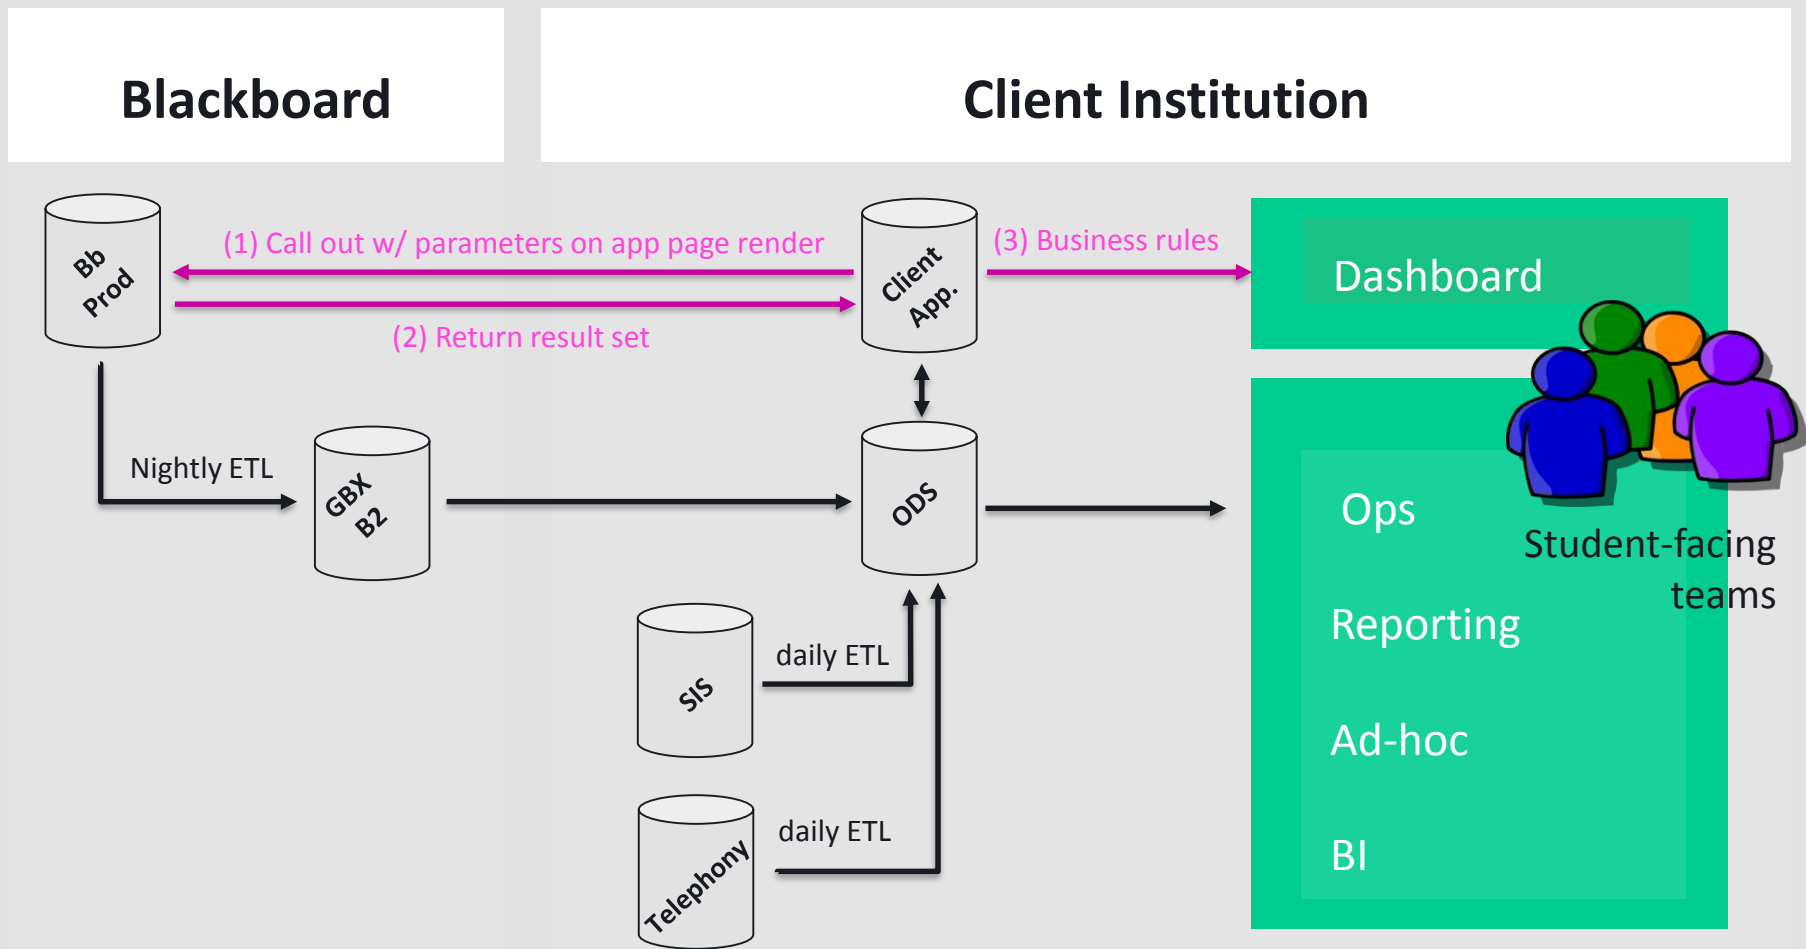 Blackboard
Client Institution
Bb
Prod
(1) Call out w/ parameters on app page render
(2) Return result set
Client
App.
(3) Business rules
Dashboard
Nightly ETL
GBX
B2
ODS
Ops
Student-facing
teams
Reporting
SIS
daily ETL
Ad-hoc
Telephony
daily ETL
BI